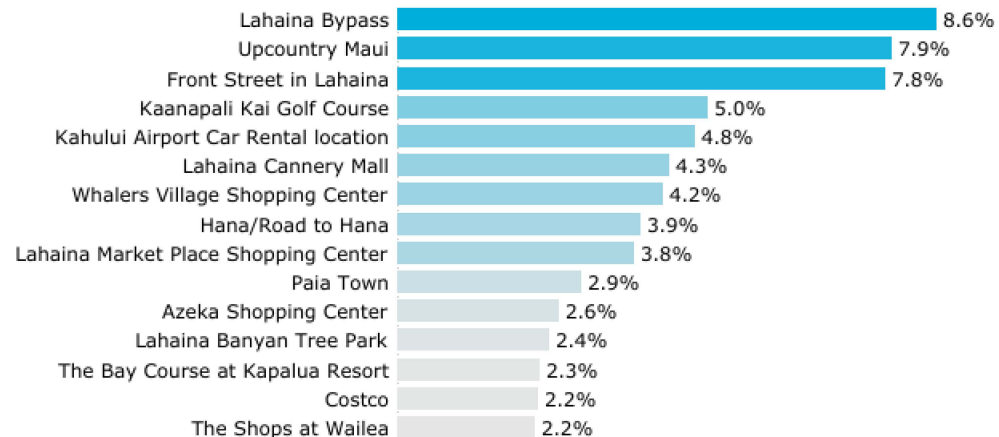 Lahaina Bypass 8.6%
Upcountry Maui 7.9%
Front Street in Lahaina 7.8%
Kaanapali Kai Golf Course 5.0%
Kahului Airport Car Rental location 4.8%
Lahaina Cannery Mall 4.3%
Whalers Village Shopping Center 4.2%
Hana/Road to Hana 3.9%
Lahaina Market Place Shopping Center 3.8%
Paia Town 2.9%
Azeka Shopping Center 2.6%
Lahaina Banyan Tree Park 2.4%
The Bay Course at Kapalua Resort 2.3%
Costco 2.2%
The Shops at Wailea 2.2%